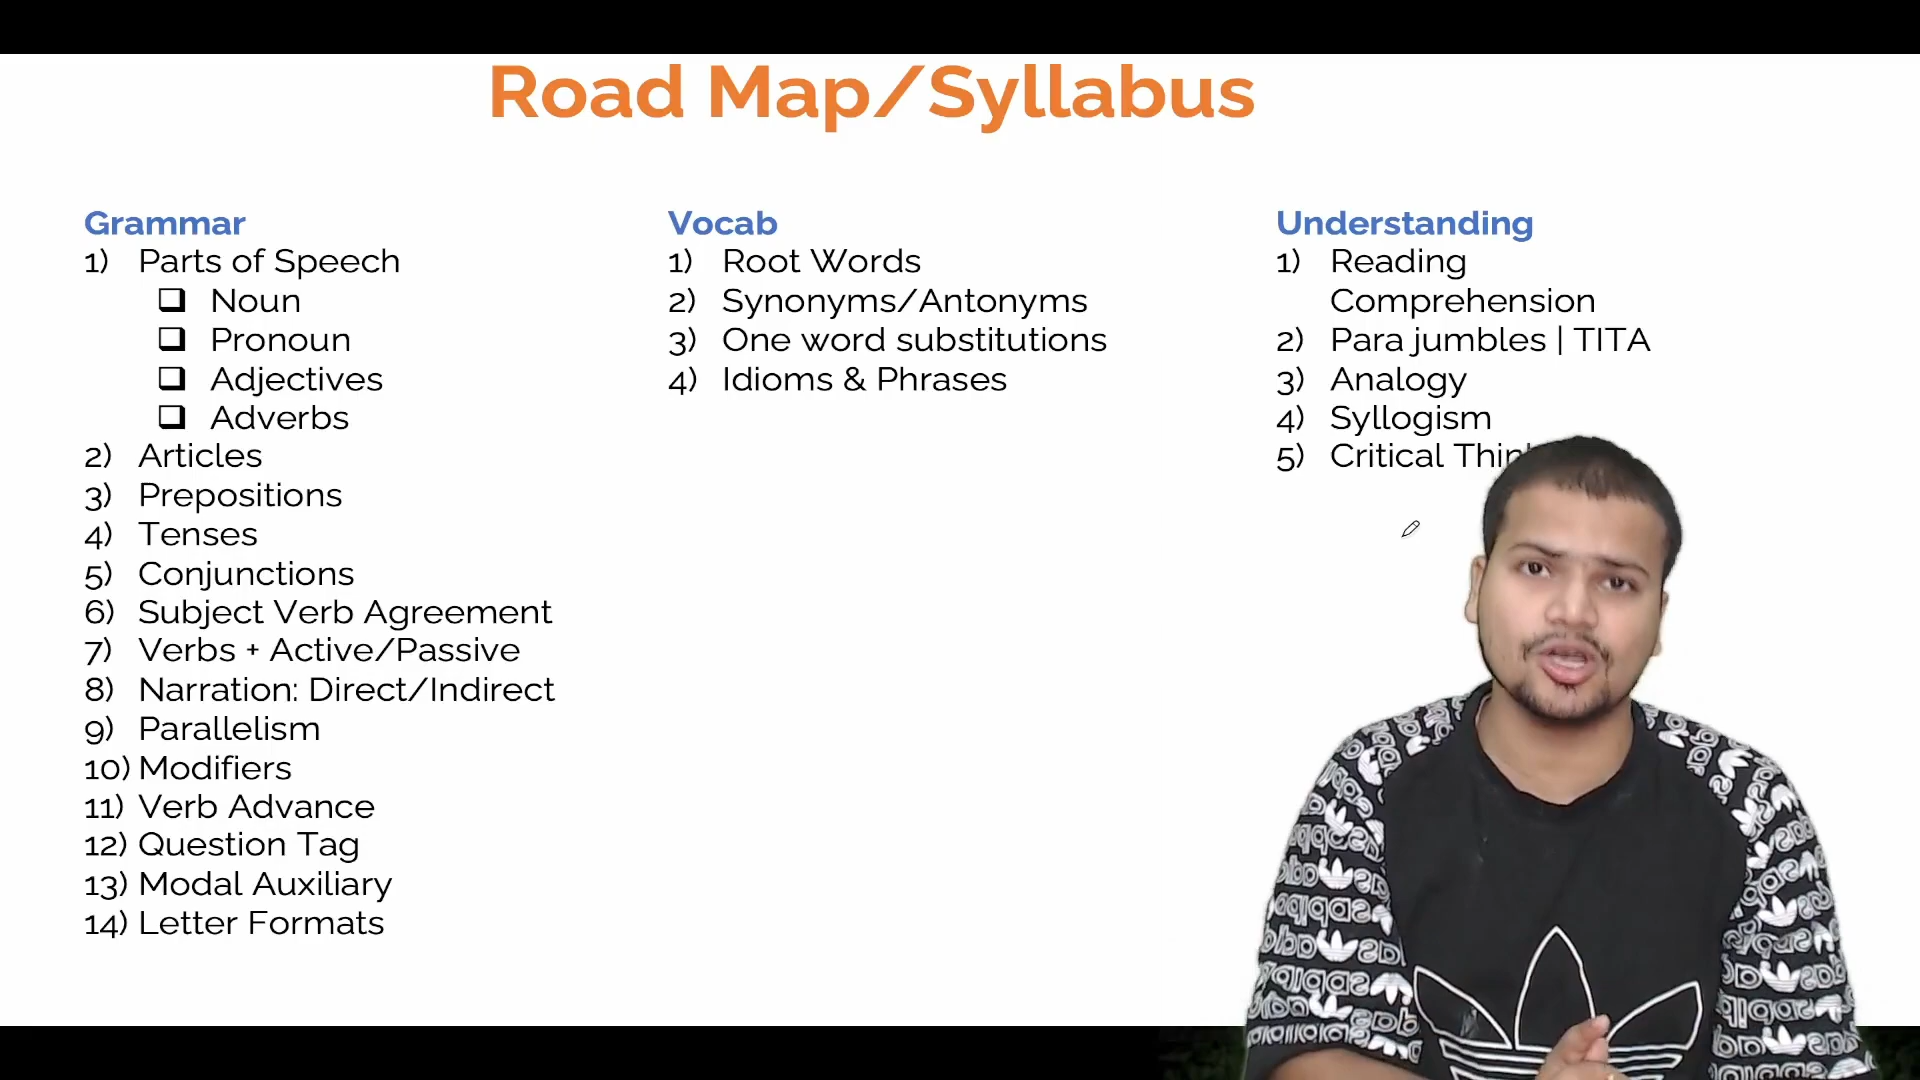 Road Map/Syllabus
Grammar
1) Parts of Speech
❑ Noun
❑ Pronoun
❑ Adjectives
❑ Adverbs
2) Articles
3) Prepositions
4) Tenses
5) Conjunctions
6) Subject Verb Agreement
7) Verbs + Active/Passive
8) Narration: Direct/Indirect
9) Parallelism
10) Modifiers
11) Verb Advance
12) Question Tag
13) Modal Auxiliary
14) Letter Formats
Vocab
1) Root Words
2) Synonyms/Antonyms
3) One word substitutions
4) Idioms & Phrases
Understanding
1) Reading
Comprehension
2) Para jumbles | TITA
3) Analogy
4) Syllogism
5) Critical